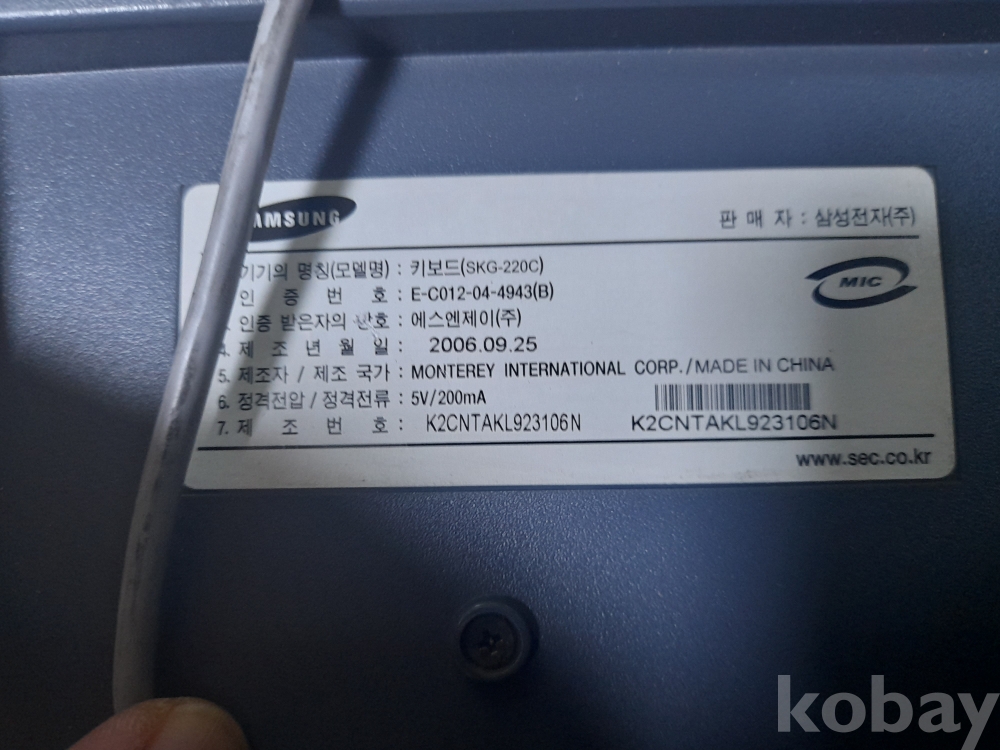 AMSUNG
판 매 자 : 삼성전자(주)
기기의 명칭(모델명) : 키보드(SKG-220C)
MIC
인 증 번 호 : E-C012-04-4943(B)
인증 받은자의 상호 : 에스엔제이(주)
4. 제 조 년 월 일 : 2006.09.25
5. 제조자 / 제조 국가 : MONTEREY INTERNATIONAL CORP./MADE IN CHINA
6. 정격전압 / 정격전류 : 5V/200mA
7. 제 조 번 호 : K2CNTAKL923106N K2CNTAKL923106N
www.sec.co.kr
kobay